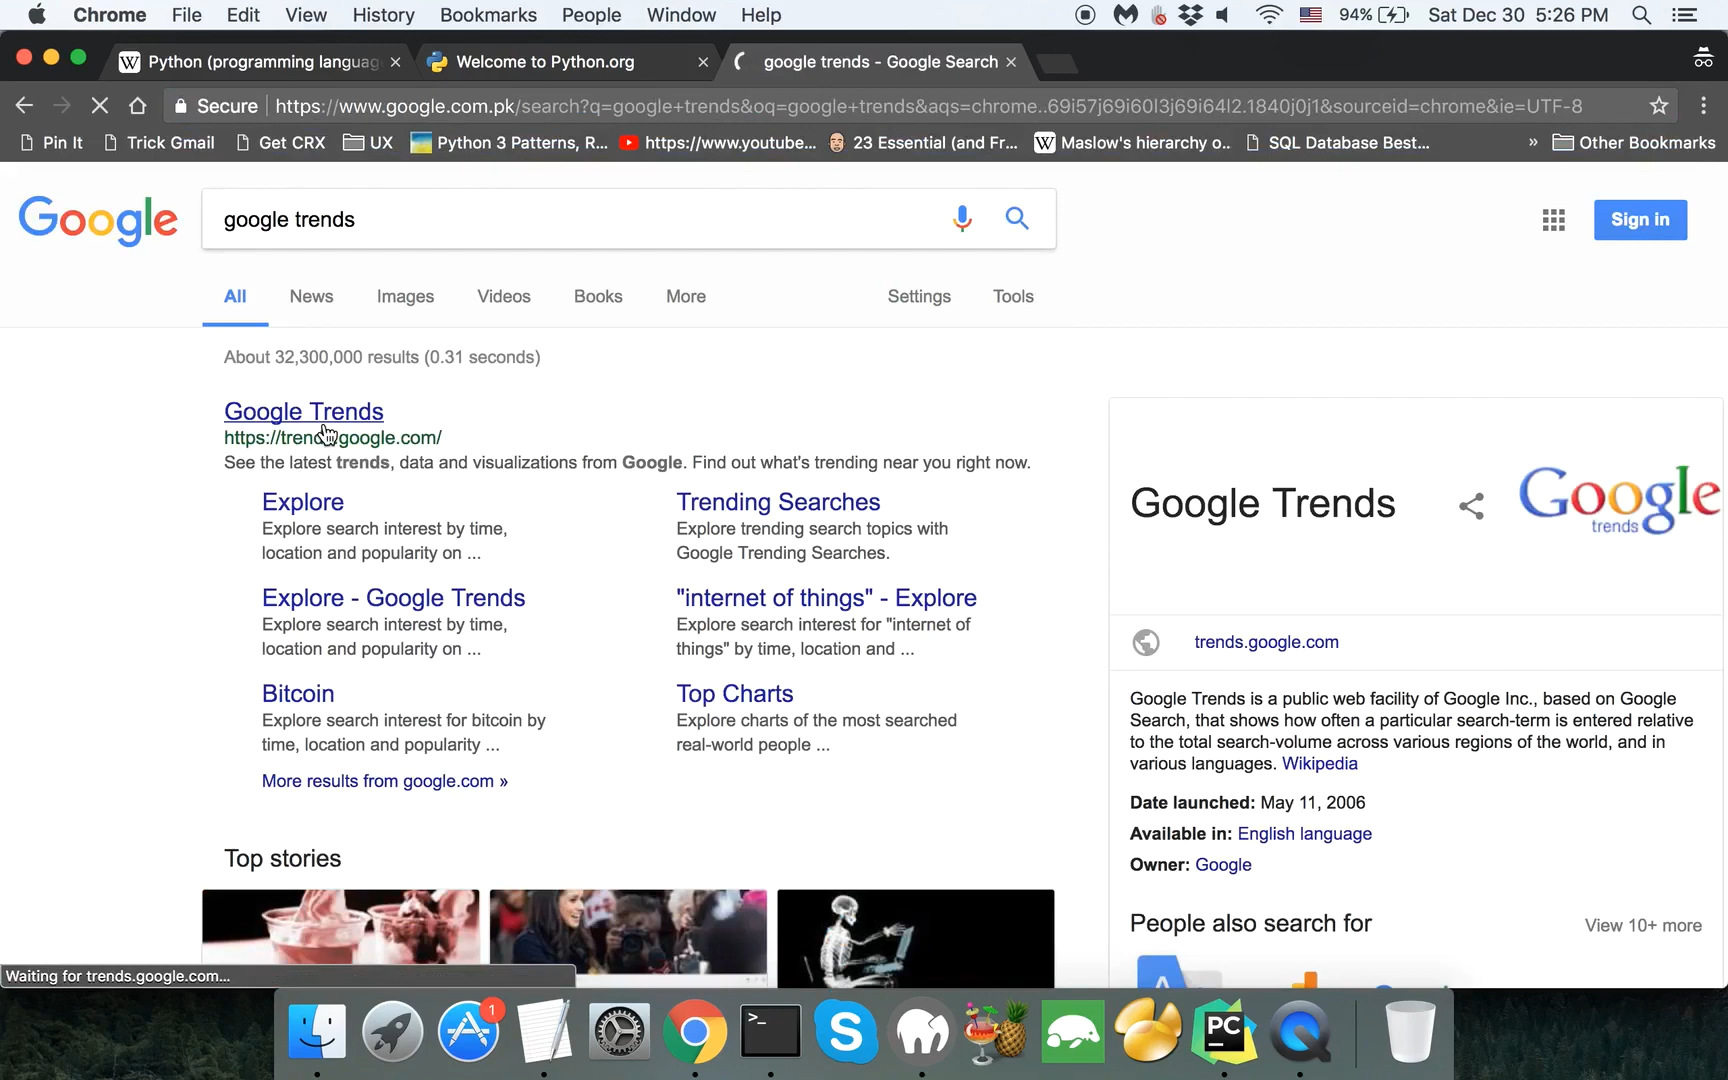 Chrome File Edit View History Bookmarks People Window Help 94% Sat Dec 30 5:26 PM
Python (programming languag Welcome to Python.org google trends - Google Search
Secure https://www.google.com.pk/search?q=google+trends&oq=google+trends&aqs=chrome..69i57j69i60l3j69i64l2.1840j0j1&sourceid=chrome&ie=UTF-8
Pin It Trick Gmail Get CRX UX Python 3 Patterns, R... https://www.youtube... 23 Essential (and Fr... Maslow's hierarchy o... SQL Database Best... » Other Bookmarks
Google google trends Sign in
All News Images Videos Books More Settings Tools
About 32,300,000 results (0.31 seconds)
Google Trends
https://trends.google.com/
See the latest trends, data and visualizations from Google. Find out what's trending near you right now.
Explore
Explore search interest by time,
location and popularity on ...
Trending Searches
Explore trending search topics with
Google Trending Searches.
Explore - Google Trends
Explore search interest by time,
location and popularity on ...
"internet of things" - Explore
Explore search interest for "internet of
things" by time, location and ...
Bitcoin
Explore search interest for bitcoin by
time, location and popularity ...
Top Charts
Explore charts of the most searched
real-world people ...
More results from google.com »
Top stories
Google Trends
Google
trends
trends.google.com
Google Trends is a public web facility of Google Inc., based on Google
Search, that shows how often a particular search-term is entered relative
to the total search-volume across various regions of the world, and in
various languages. Wikipedia
Date launched: May 11, 2006
Available in: English language
Owner: Google
People also search for View 10+ more
Waiting for trends.google.com...
1
>_
S
PC